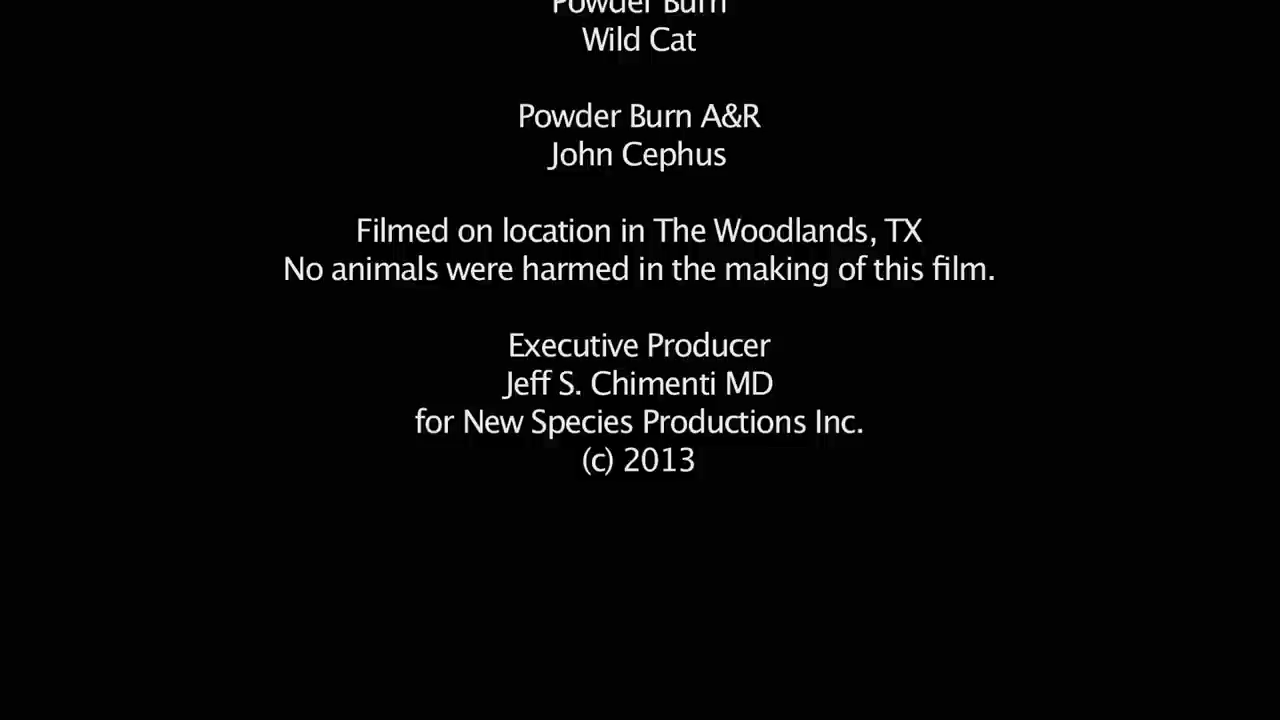 Powder Burn
Wild Cat
Powder Burn A&R
John Cephus
Filmed on location in The Woodlands, TX
No animals were harmed in the making of this film.
Executive Producer
Jeff S. Chimenti MD
for New Species Productions Inc.
(c) 2013